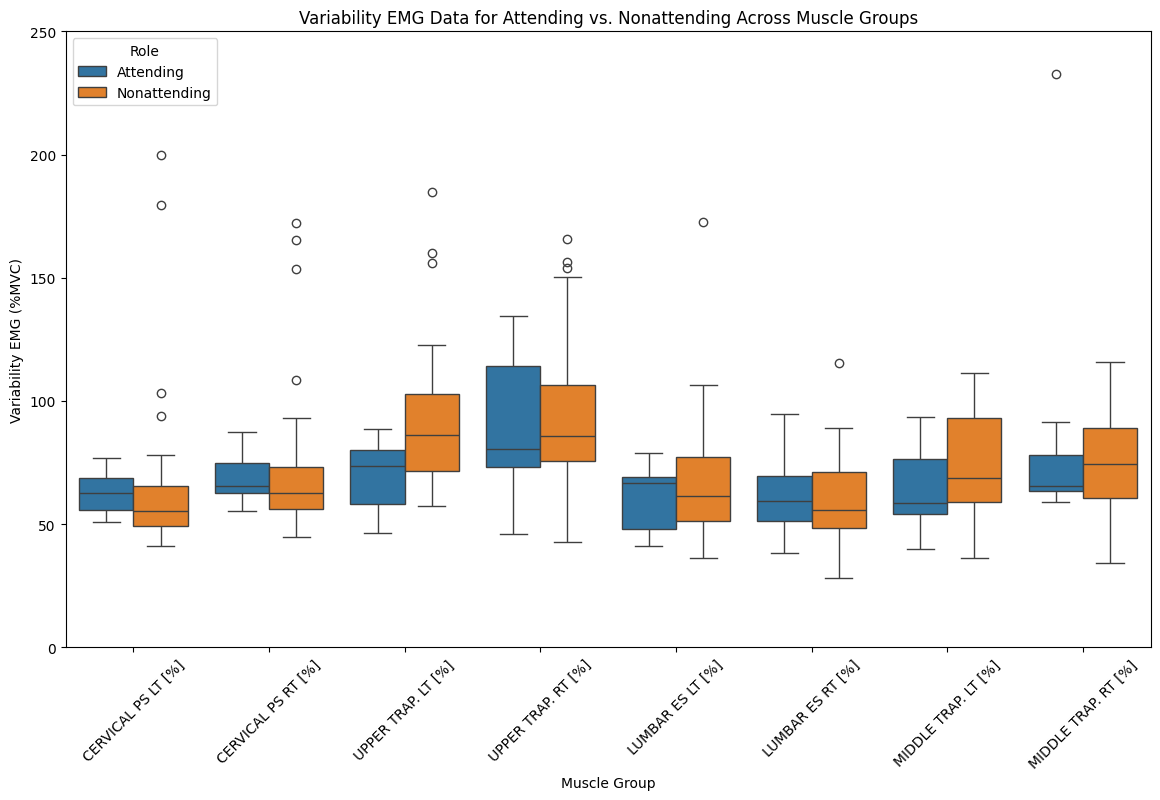 Variability EMG Data for Attending vs. Nonattending Across Muscle Groups
Role
Attending
Nonattending
Variability EMG (%MVC)
250
200
150
100
50
0
CERVICAL PS LT [%]
CERVICAL PS RT [%]
UPPER TRAP. LT [%]
UPPER TRAP. RT [%]
LUMBAR ES LT [%]
LUMBAR ES RT [%]
MIDDLE TRAP. LT [%]
MIDDLE TRAP. RT [%]
Muscle Group